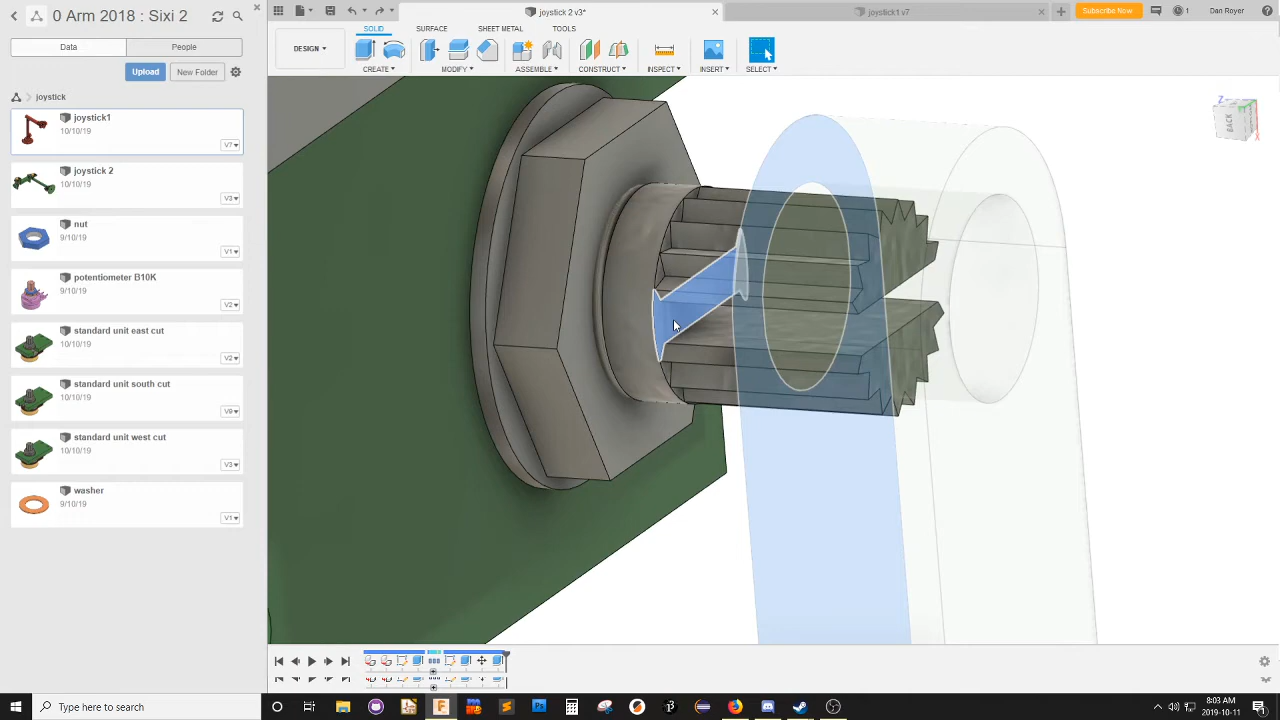 0 Arm 2018 : Sixi 2
joystick 2 v3*
joystick1 v7
Subscribe Now
1
Dan Royer
Data
People
SOLID
SURFACE
SHEET METAL
TOOLS
DESIGN
CREATE
MODIFY
ASSEMBLE
CONSTRUCT
INSPECT
INSERT
SELECT
Upload
New Folder
joystick
joystick1
10/10/19
V7
joystick 2
10/10/19
V3
nut
9/10/19
V1
potentiometer B10K
9/10/19
V2
standard unit east cut
10/10/19
V2
standard unit south cut
10/10/19
V9
standard unit west cut
10/10/19
V3
washer
9/10/19
V1
Z
BACK
X
Type here to search
8:03 AM
2019-10-11